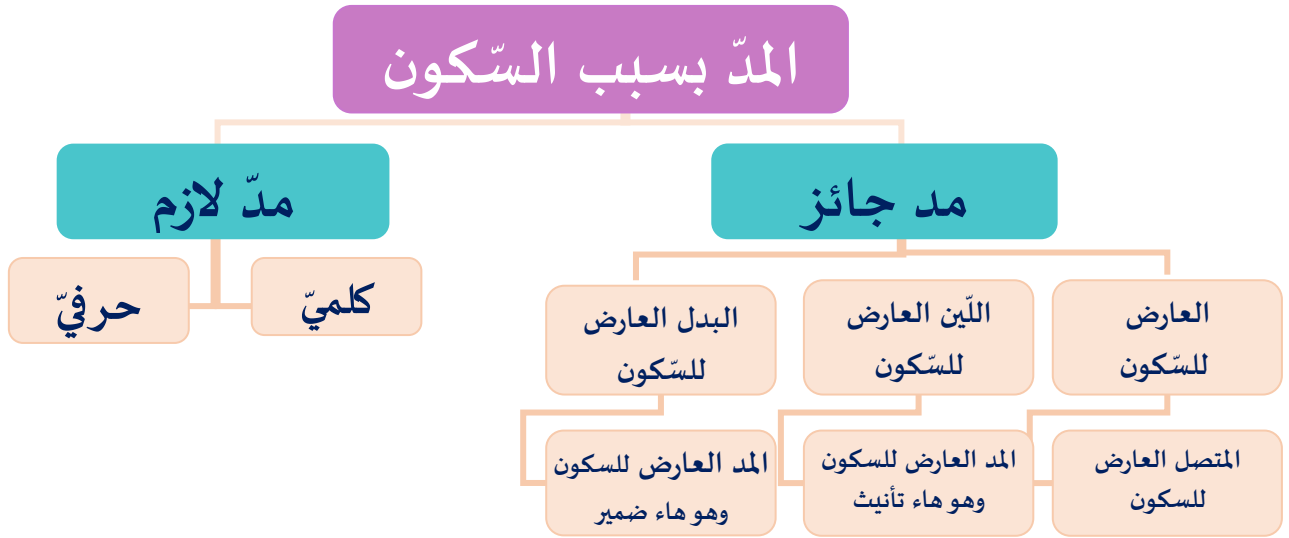 المدّ بسبب السّكون
مد جائز
مدّ لازم
العارض
للسّكون
اللّين العارض
للسّكون
البدل العارض
للسّكون
كلميّ
حرفيّ
المتصل العارض
للسكون
المد العارض للسكون
وهو هاء تأنيث
المد العارض للسكون
وهو هاء ضمير